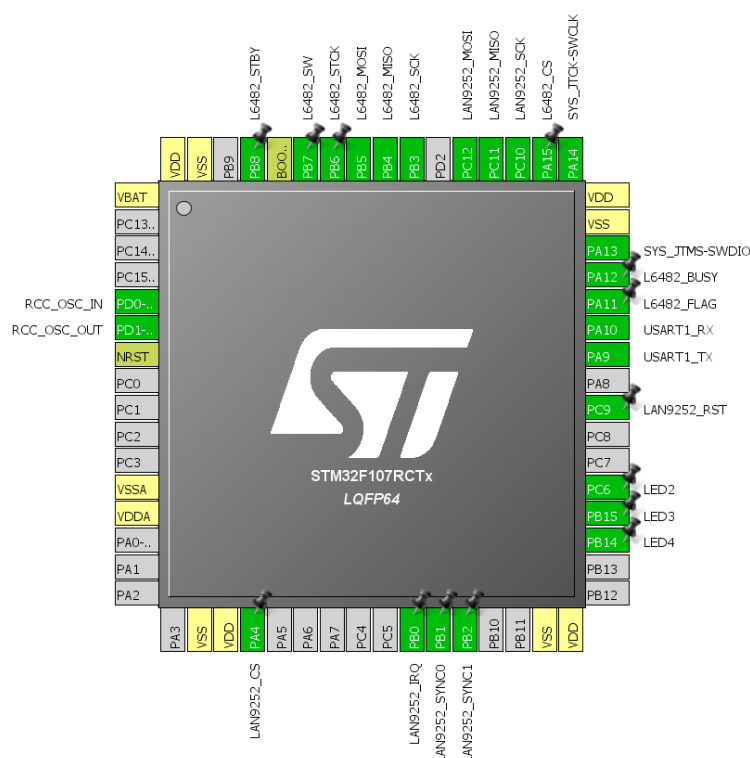 L6482_STBY
L6482_SW
L6482_STCK
L6482_MOSI
L6482_MISO
L6482_SCK
LAN9252_MOSI
LAN9252_MISO
LAN9252_SCK
L6482_CS
SYS_JTCK-SWCLK
VDD
VSS
PB9
PB8
BOO..
PB7
PB6
PB5
PB4
PB3
PD2
PC12
PC11
PC10
PA15
PA14
VBAT
PC13..
PC14..
PC15..
RCC_OSC_IN PD0-..
RCC_OSC_OUT PD1-..
NRST
PC0
PC1
PC2
PC3
VSSA
VDDA
PA0-..
PA1
PA2
ST
STM32F107RCTx
LQFP64
VDD
VSS
PA13 SYS_JTMS-SWDIO
PA12 L6482_BUSY
PA11 L6482_FLAG
PA10 USART1_RX
PA9 USART1_TX
PA8
PC9 LAN9252_RST
PC8
PC7
PC6 LED2
PB15 LED3
PB14 LED4
PB13
PB12
PA3
VSS
VDD
PA4
PA5
PA6
PA7
PC4
PC5
PB0
PB1
PB2
PB10
PB11
VSS
VDD
LAN9252_CS
LAN9252_IRQ
LAN9252_SYNC0
LAN9252_SYNC1